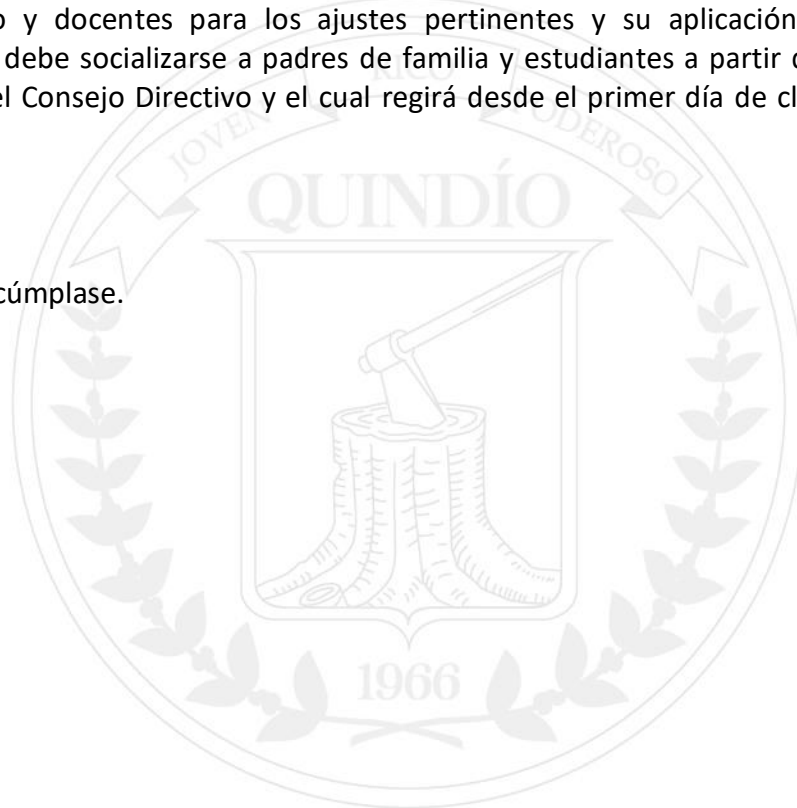 o y docentes para los ajustes pertinentes y su aplicación
debe socializarse a padres de familia y estudiantes a partir
el Consejo Directivo y el cual regirá desde el primer día de
cúmplase.
JOVEN RICO PODEROSO
QUINDÍO
1966